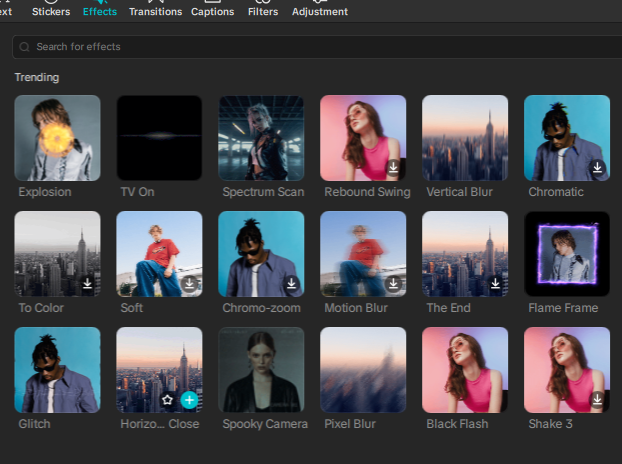 ext Stickers Effects Transitions Captions Filters Adjustment
Search for effects
Trending
Explosion TV On Spectrum Scan Rebound Swing Vertical Blur Chromatic
To Color Soft Chromo-zoom Motion Blur The End Flame Frame
Glitch Horizo... Close Spooky Camera Pixel Blur Black Flash Shake 3